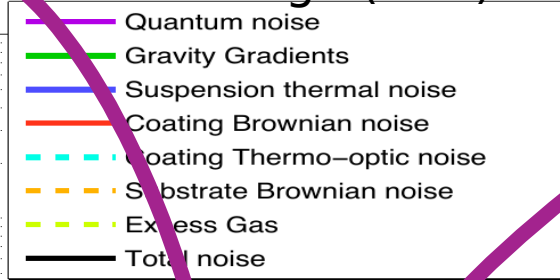 Quantum noise
Gravity Gradients
Suspension thermal noise
Coating Brownian noise
Coating Thermo−optic noise
Substrate Brownian noise
Excess Gas
Total noise